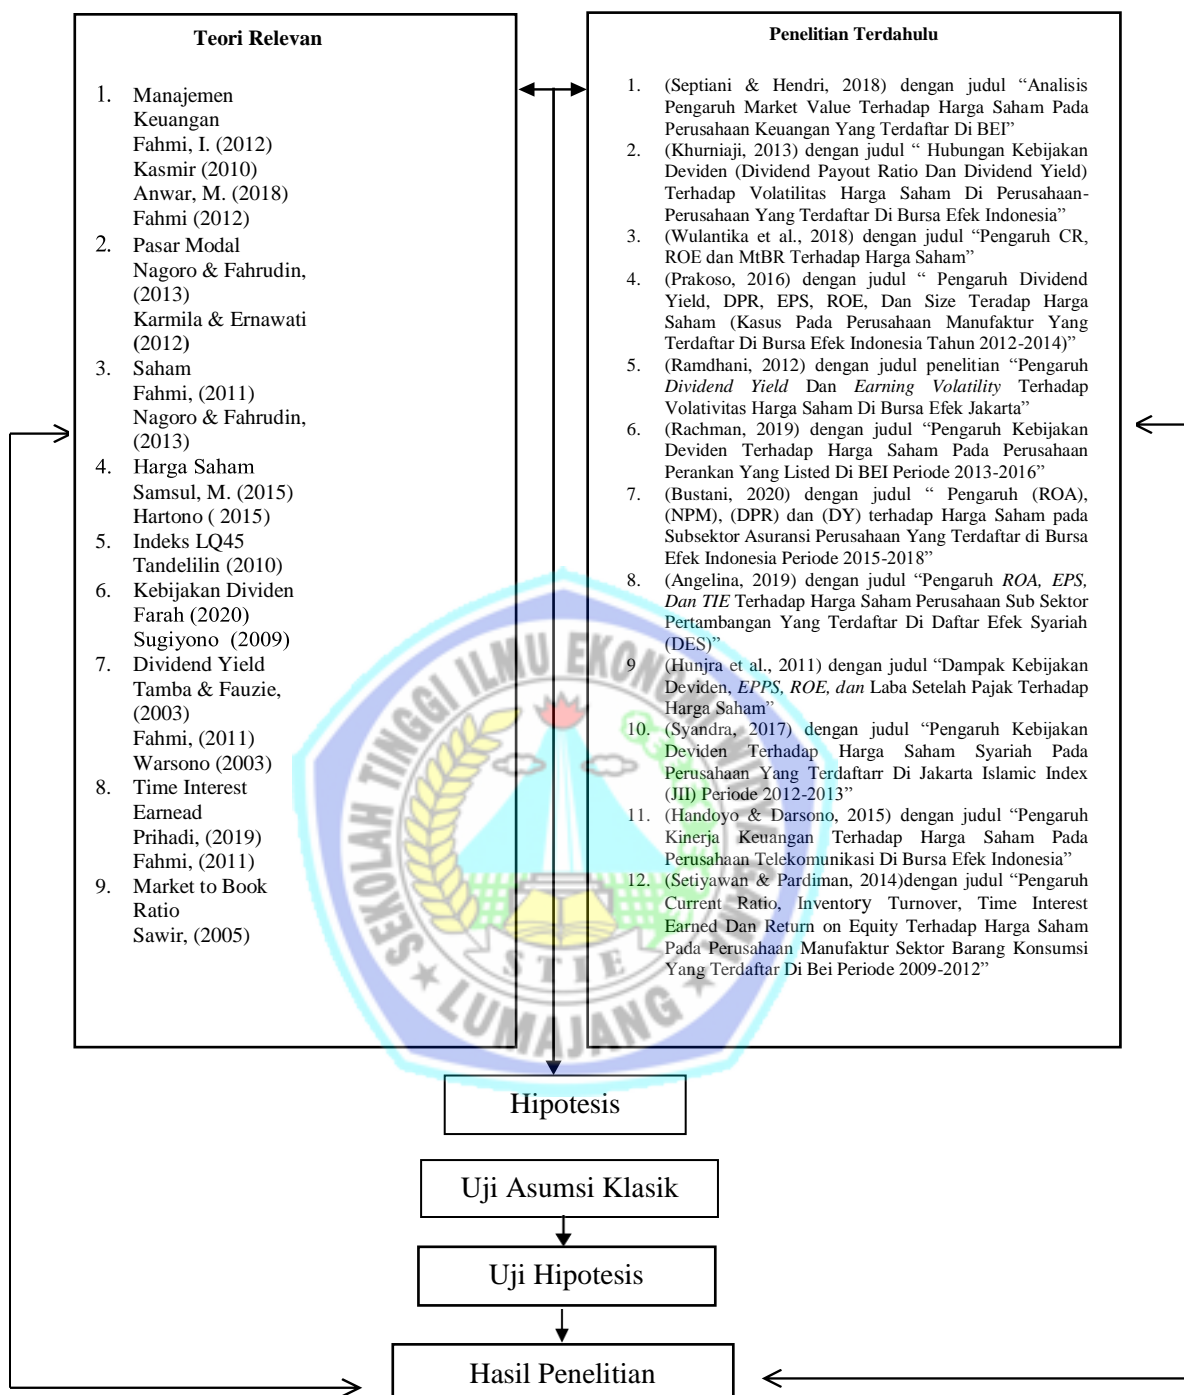 Teori Relevan
1. Manajemen
Keuangan
Fahmi, I. (2012)
Kasmir (2010)
Anwar, M. (2018)
Fahmi (2012)
2. Pasar Modal
Nagoro & Fahrudin,
(2013)
Karmila & Ernawati
(2012)
3. Saham
Fahmi, (2011)
Nagoro & Fahrudin,
(2013)
4. Harga Saham
Samsul, M. (2015)
Hartono ( 2015)
5. Indeks LQ45
Tandelilin (2010)
6. Kebijakan Dividen
Farah (2020)
Sugiyono (2009)
7. Dividend Yield
Tamba & Fauzie,
(2003)
Fahmi, (2011)
Warsono (2003)
8. Time Interest
Earnead
Prihadi, (2019)
Fahmi, (2011)
9. Market to Book
Ratio
Sawir, (2005)
Penelitian Terdahulu
1. (Septiani & Hendri, 2018) dengan judul “Analisis
Pengaruh Market Value Terhadap Harga Saham Pada
Perusahaan Keuangan Yang Terdaftar Di BEI”
2. (Khurniaji, 2013) dengan judul “ Hubungan Kebijakan
Deviden (Dividend Payout Ratio Dan Dividend Yield)
Terhadap Volatilitas Harga Saham Di Perusahaan-
Perusahaan Yang Terdaftar Di Bursa Efek Indonesia”
3. (Wulantika et al., 2018) dengan judul “Pengaruh CR,
ROE dan MtBR Terhadap Harga Saham”
4. (Prakoso, 2016) dengan judul “ Pengaruh Dividend
Yield, DPR, EPS, ROE, Dan Size Teradap Harga
Saham (Kasus Pada Perusahaan Manufaktur Yang
Terdaftar Di Bursa Efek Indonesia Tahun 2012-2014)”
5. (Ramdhani, 2012) dengan judul penelitian “Pengaruh
Dividend Yield Dan Earning Volatility Terhadap
Volativitas Harga Saham Di Bursa Efek Jakarta”
6. (Rachman, 2019) dengan judul “Pengaruh Kebijakan
Deviden Terhadap Harga Saham Pada Perusahaan
Perankan Yang Listed Di BEI Periode 2013-2016”
7. (Bustani, 2020) dengan judul “ Pengaruh (ROA),
(NPM), (DPR) dan (DY) terhadap Harga Saham pada
Subsektor Asuransi Perusahaan Yang Terdaftar di Bursa
Efek Indonesia Periode 2015-2018”
8. (Angelina, 2019) dengan judul “Pengaruh ROA, EPS,
Dan TIE Terhadap Harga Saham Perusahaan Sub Sektor
Pertambangan Yang Terdaftar Di Daftar Efek Syariah
(DES)”
9 (Hunjra et al., 2011) dengan judul “Dampak Kebijakan
Deviden, EPPS, ROE, dan Laba Setelah Pajak Terhadap
Harga Saham”
10. (Syandra, 2017) dengan judul “Pengaruh Kebijakan
Deviden Terhadap Harga Saham Syariah Pada
Perusahaan Yang Terdaftarr Di Jakarta Islamic Index
(JII) Periode 2012-2013”
11. (Handoyo & Darsono, 2015) dengan judul “Pengaruh
Kinerja Keuangan Terhadap Harga Saham Pada
Perusahaan Telekomunikasi Di Bursa Efek Indonesia”
12. (Setiyawan & Pardiman, 2014)dengan judul “Pengaruh
Current Ratio, Inventory Turnover, Time Interest
Earned Dan Return on Equity Terhadap Harga Saham
Pada Perusahaan Manufaktur Sektor Barang Konsumsi
Yang Terdaftar Di Bei Periode 2009-2012”
SEKOLAH TINGGI ILMU EKONOMI WIDYA GAMA
STIE
LUMAJANG
Hipotesis
Uji Asumsi Klasik
Uji Hipotesis
Hasil Penelitian